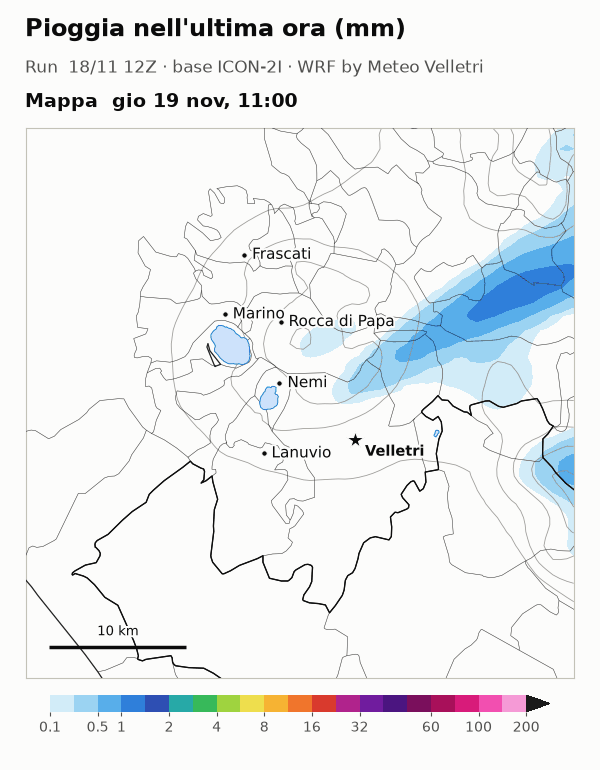 Pioggia nell'ultima ora (mm)
Run  18/11 12Z · base ICON-2I · WRF by Meteo Velletri
Mappa  gio 19 nov, 11:00
Frascati
Marino
Rocca di Papa
Nemi
Velletri
Lanuvio
10 km
0.1 0.5 1 2 4 8 16 32 60 100 200